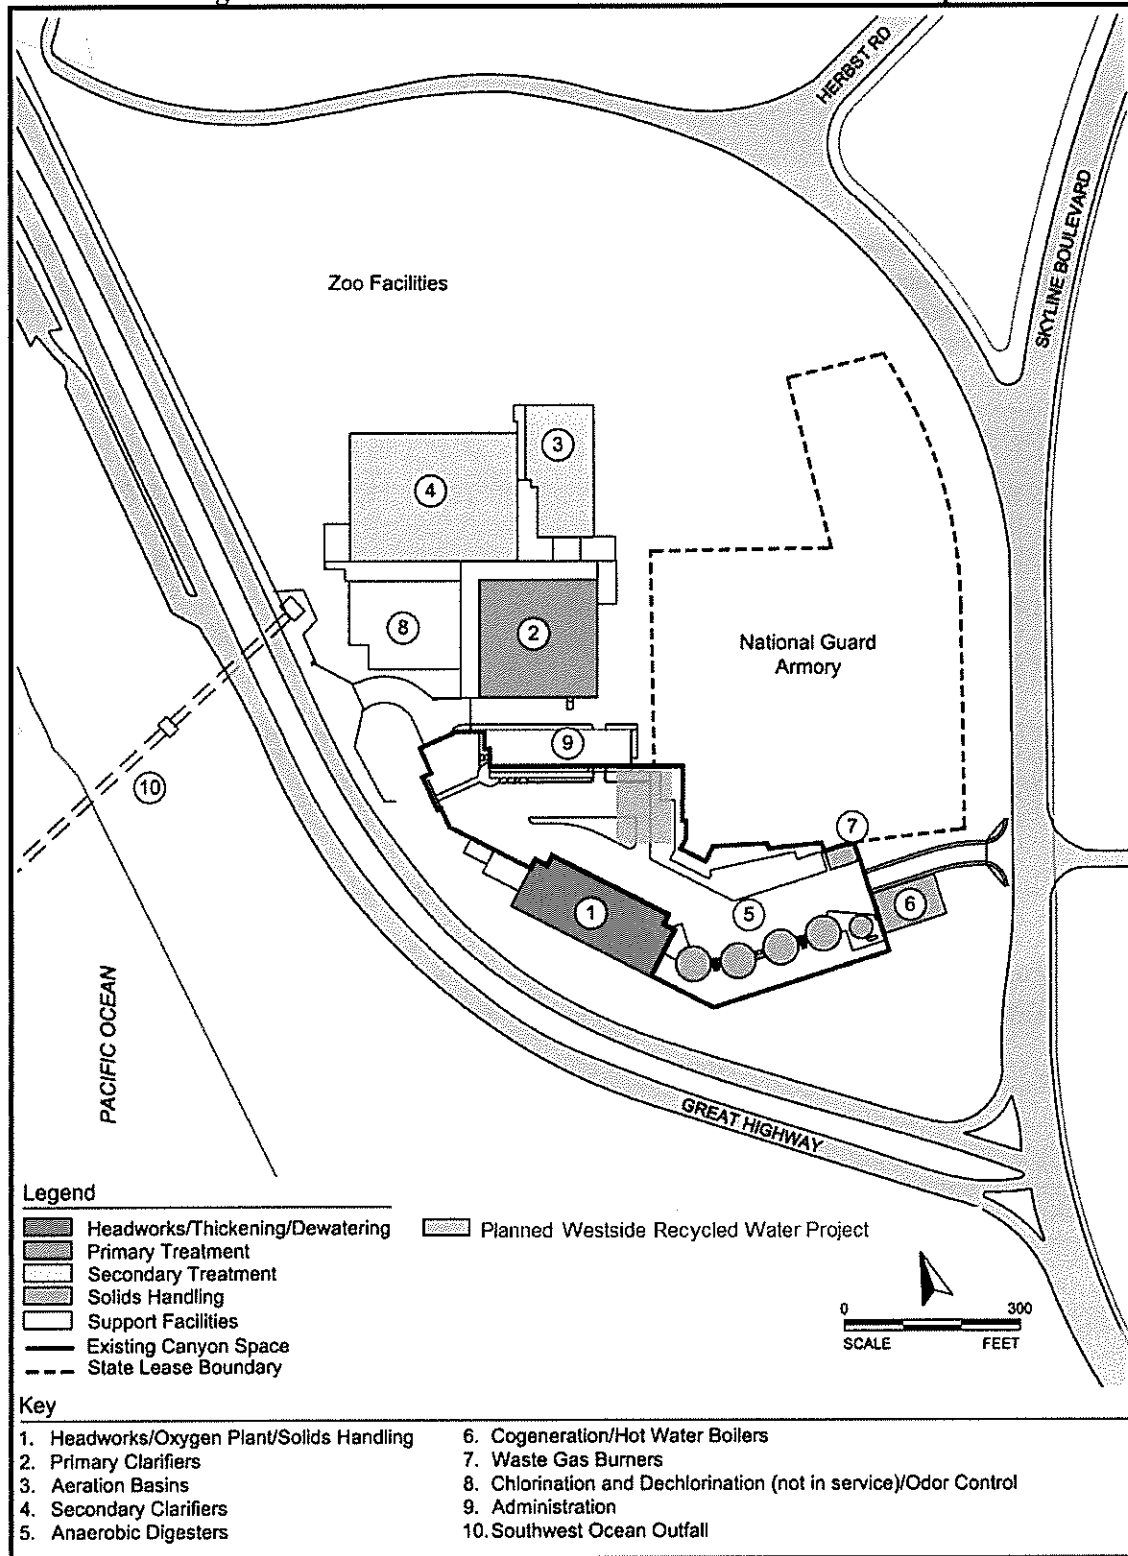 HERBST RD
SKYLINE BOULEVARD
Zoo Facilities
3
4
8
2
National Guard
Armory
9
10
7
1
5
6
PACIFIC OCEAN
GREAT HIGHWAY
Legend
Headworks/Thickening/Dewatering
Planned Westside Recycled Water Project
Primary Treatment
Secondary Treatment
Solids Handling
Support Facilities
Existing Canyon Space
State Lease Boundary
0 300
SCALE FEET
Key
1. Headworks/Oxygen Plant/Solids Handling
2. Primary Clarifiers
3. Aeration Basins
4. Secondary Clarifiers
5. Anaerobic Digesters
6. Cogeneration/Hot Water Boilers
7. Waste Gas Burners
8. Chlorination and Dechlorination (not in service)/Odor Control
9. Administration
10. Southwest Ocean Outfall